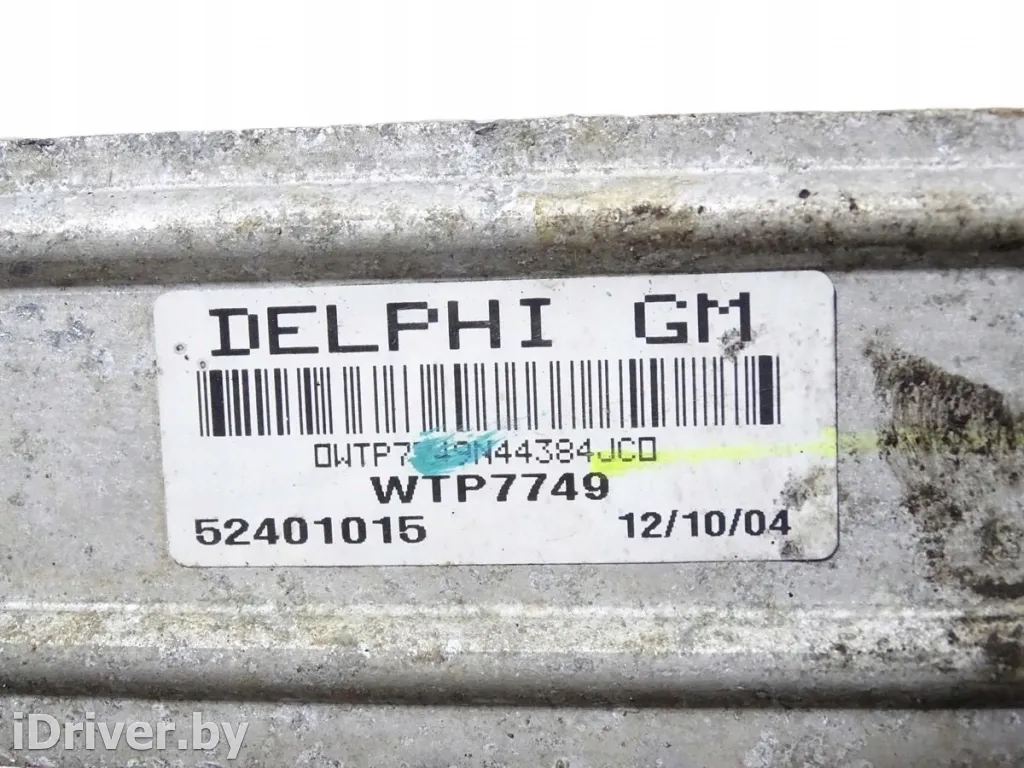 DELPHI GM
WTP7749
52401015 12/10/04
iDriver.by